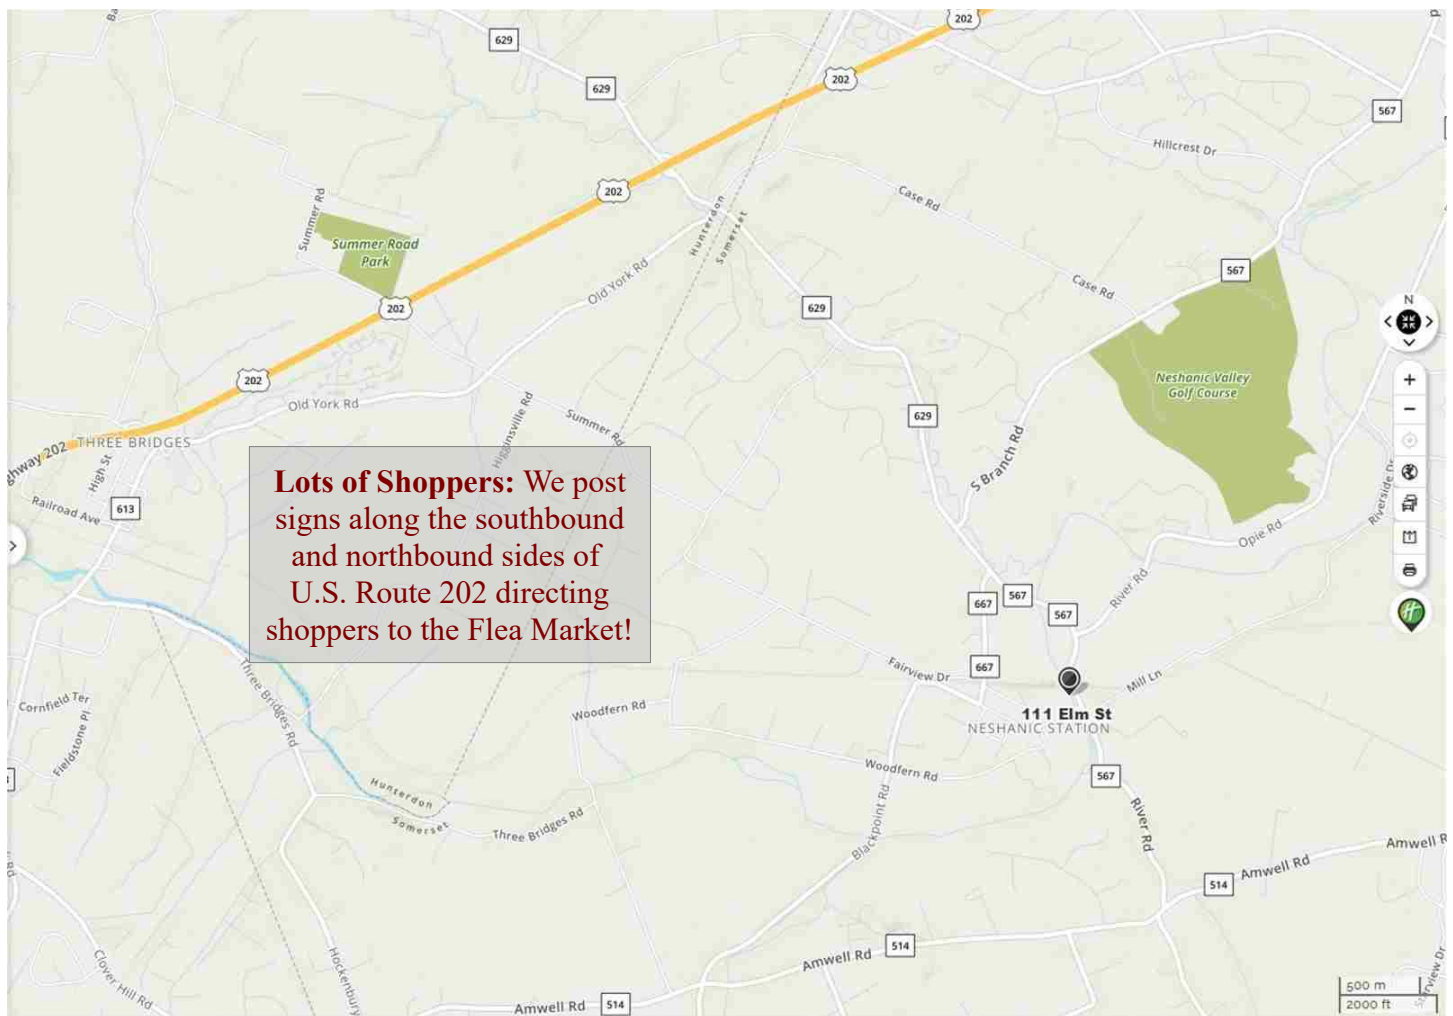 202
629
629
202
567
Hillcrest Dr
202
Case Rd
Summer Rd
Hunterdon
Somerset
Summer Road
Park
567
Old York Rd
Case Rd
N
202
629
202
Neshanic Valley
Golf Course
Old York Rd
Higginsville Rd
Summer Rd
629
THREE BRIDGES
ghway 202
High St
S Branch Rd
Riverside Dr
Lots of Shoppers: We post
signs along the southbound
and northbound sides of
U.S. Route 202 directing
shoppers to the Flea Market!
Railroad Ave
613
Opie Rd
River Rd
667
567
567
Three Bridges Rd
Fairview Dr
667
Mill Ln
Cornfield Ter
Fieldstone Pl
Woodfern Rd
111 Elm St
NESHANIC STATION
Woodfern Rd
567
Hunterdon
Somerset
Three Bridges Rd
Blackpoint Rd
River Rd
Amwell R
Amwell Rd
514
514
Amwell Rd
Clover Hill Rd
Hockenbury
500 m
2000 ft
Amwell Rd
514